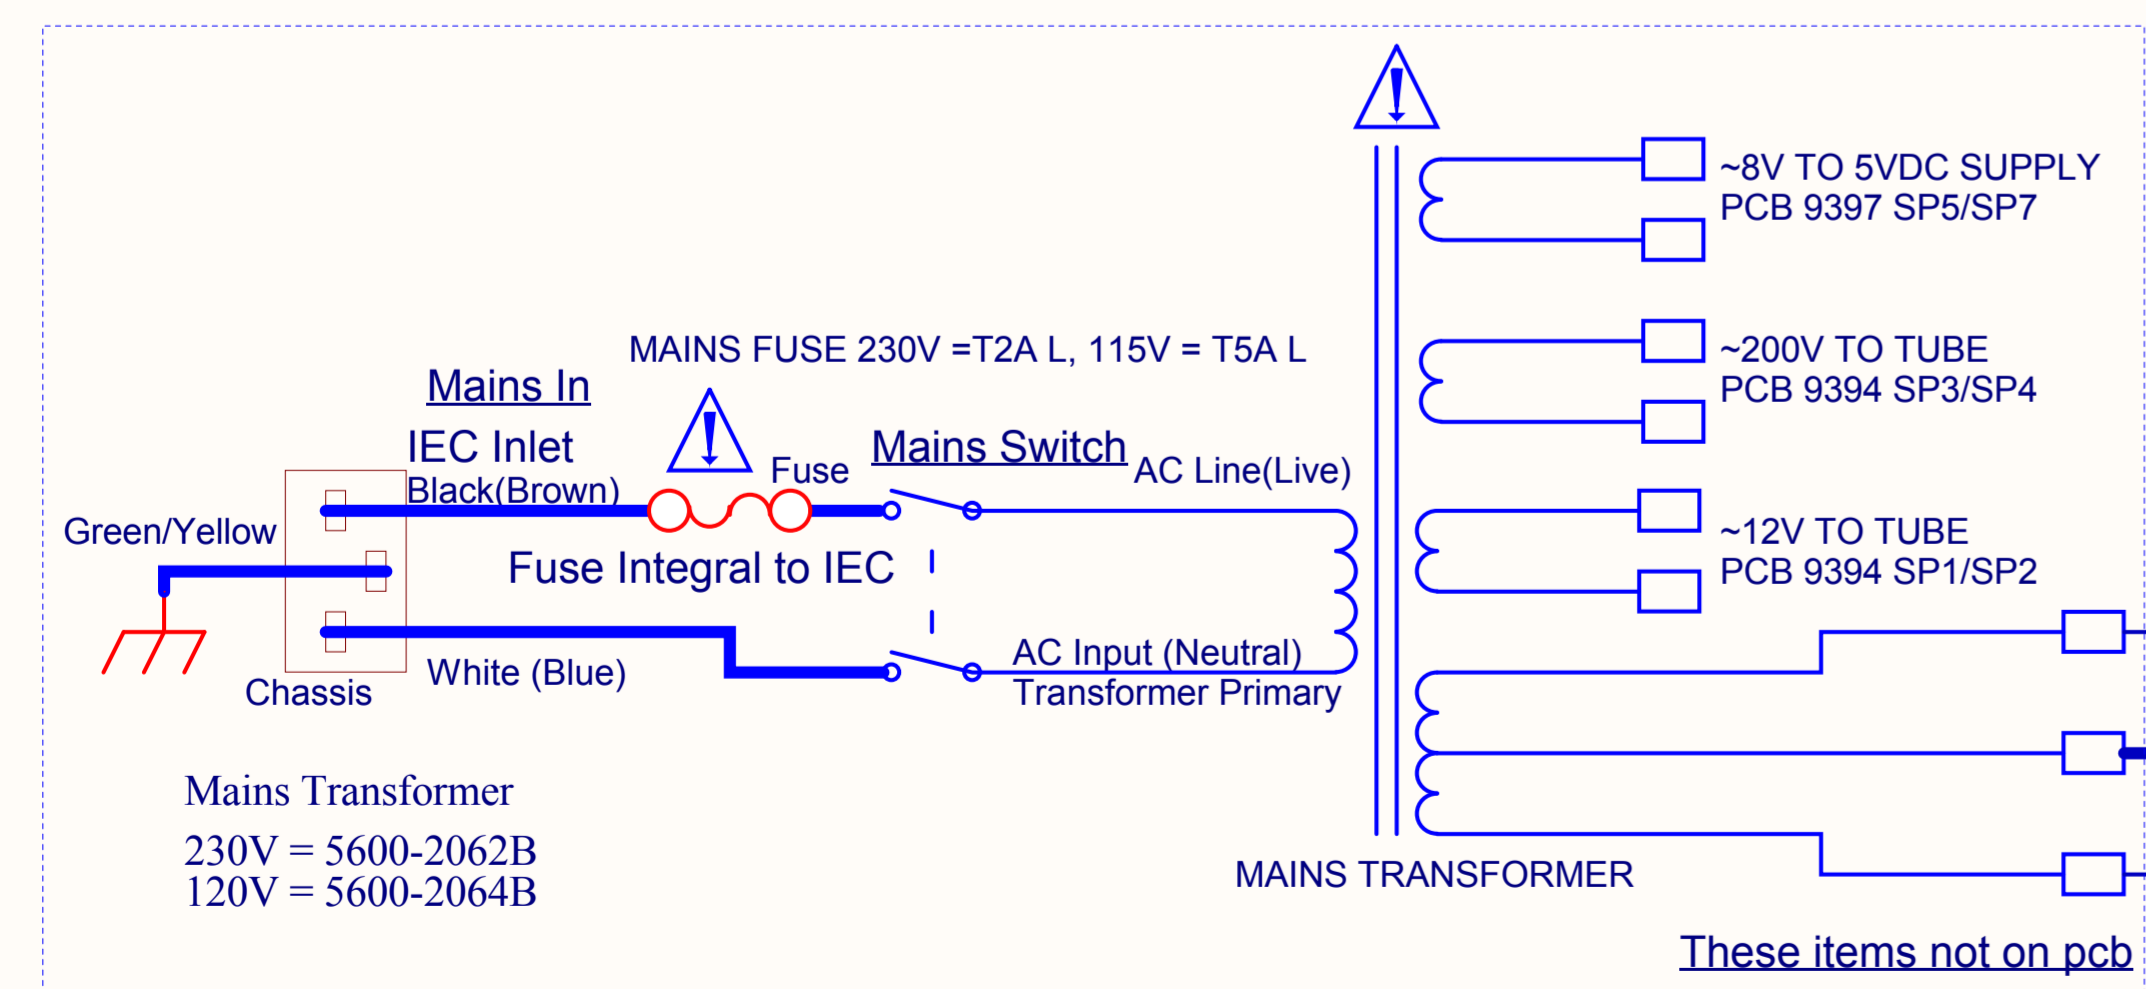 ~8V TO 5VDC SUPPLY
PCB 9397 SP5/SP7
MAINS FUSE 230V =T2A L, 115V = T5A L
~200V TO TUBE
PCB 9394 SP3/SP4
Mains In
IEC Inlet
Black(Brown)
Fuse
Mains Switch
AC Line(Live)
Green/Yellow
Fuse Integral to IEC
~12V TO TUBE
PCB 9394 SP1/SP2
White (Blue)
Chassis
AC Input (Neutral)
Transformer Primary
Mains Transformer
230V = 5600-2062B
120V = 5600-2064B
MAINS TRANSFORMER
These items not on pcb